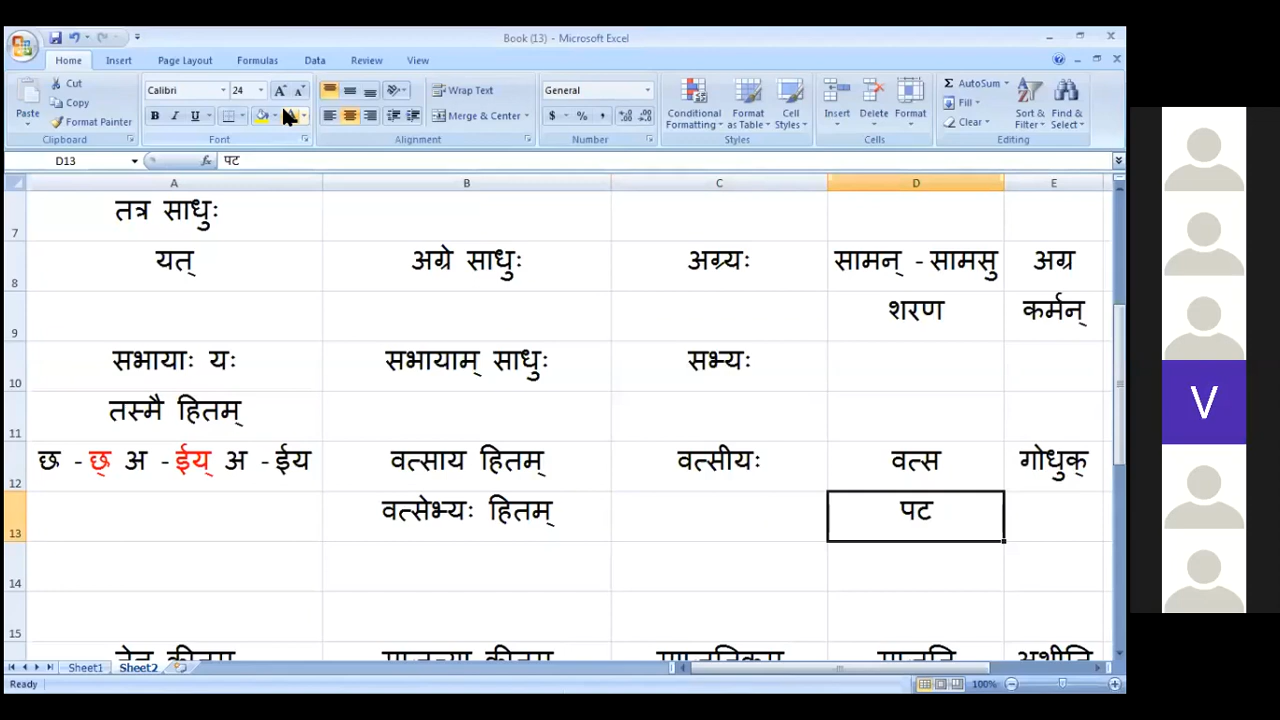 Book (13) - Microsoft Excel
Home Insert Page Layout Formulas Data Review View
Cut
Copy
Format Painter
Paste
Clipboard
Calibri 24
B I U
Font
Wrap Text
Merge & Center
Alignment
General
$ % ,
Number
Conditional Formatting
Format as Table
Cell Styles
Styles
Insert Delete Format
Cells
AutoSum
Fill
Clear
Sort & Filter
Find & Select
Editing
D13 fx पट
A B C D E
7 तत्र साधुः
8 यत् अग्रे साधुः अग्र्यः सामन् - सामसु अग्र
9 शरण कर्मन्
10 सभायाः यः सभायाम् साधुः सभ्यः
11 तस्मै हितम्
12 छ - छ् अ - ईय् अ - ईय वत्साय हितम् वत्सीयः वत्स गोधुक्
13 वत्सेभ्यः हितम् पट
14
15
Sheet1 Sheet2
Ready 100%
V